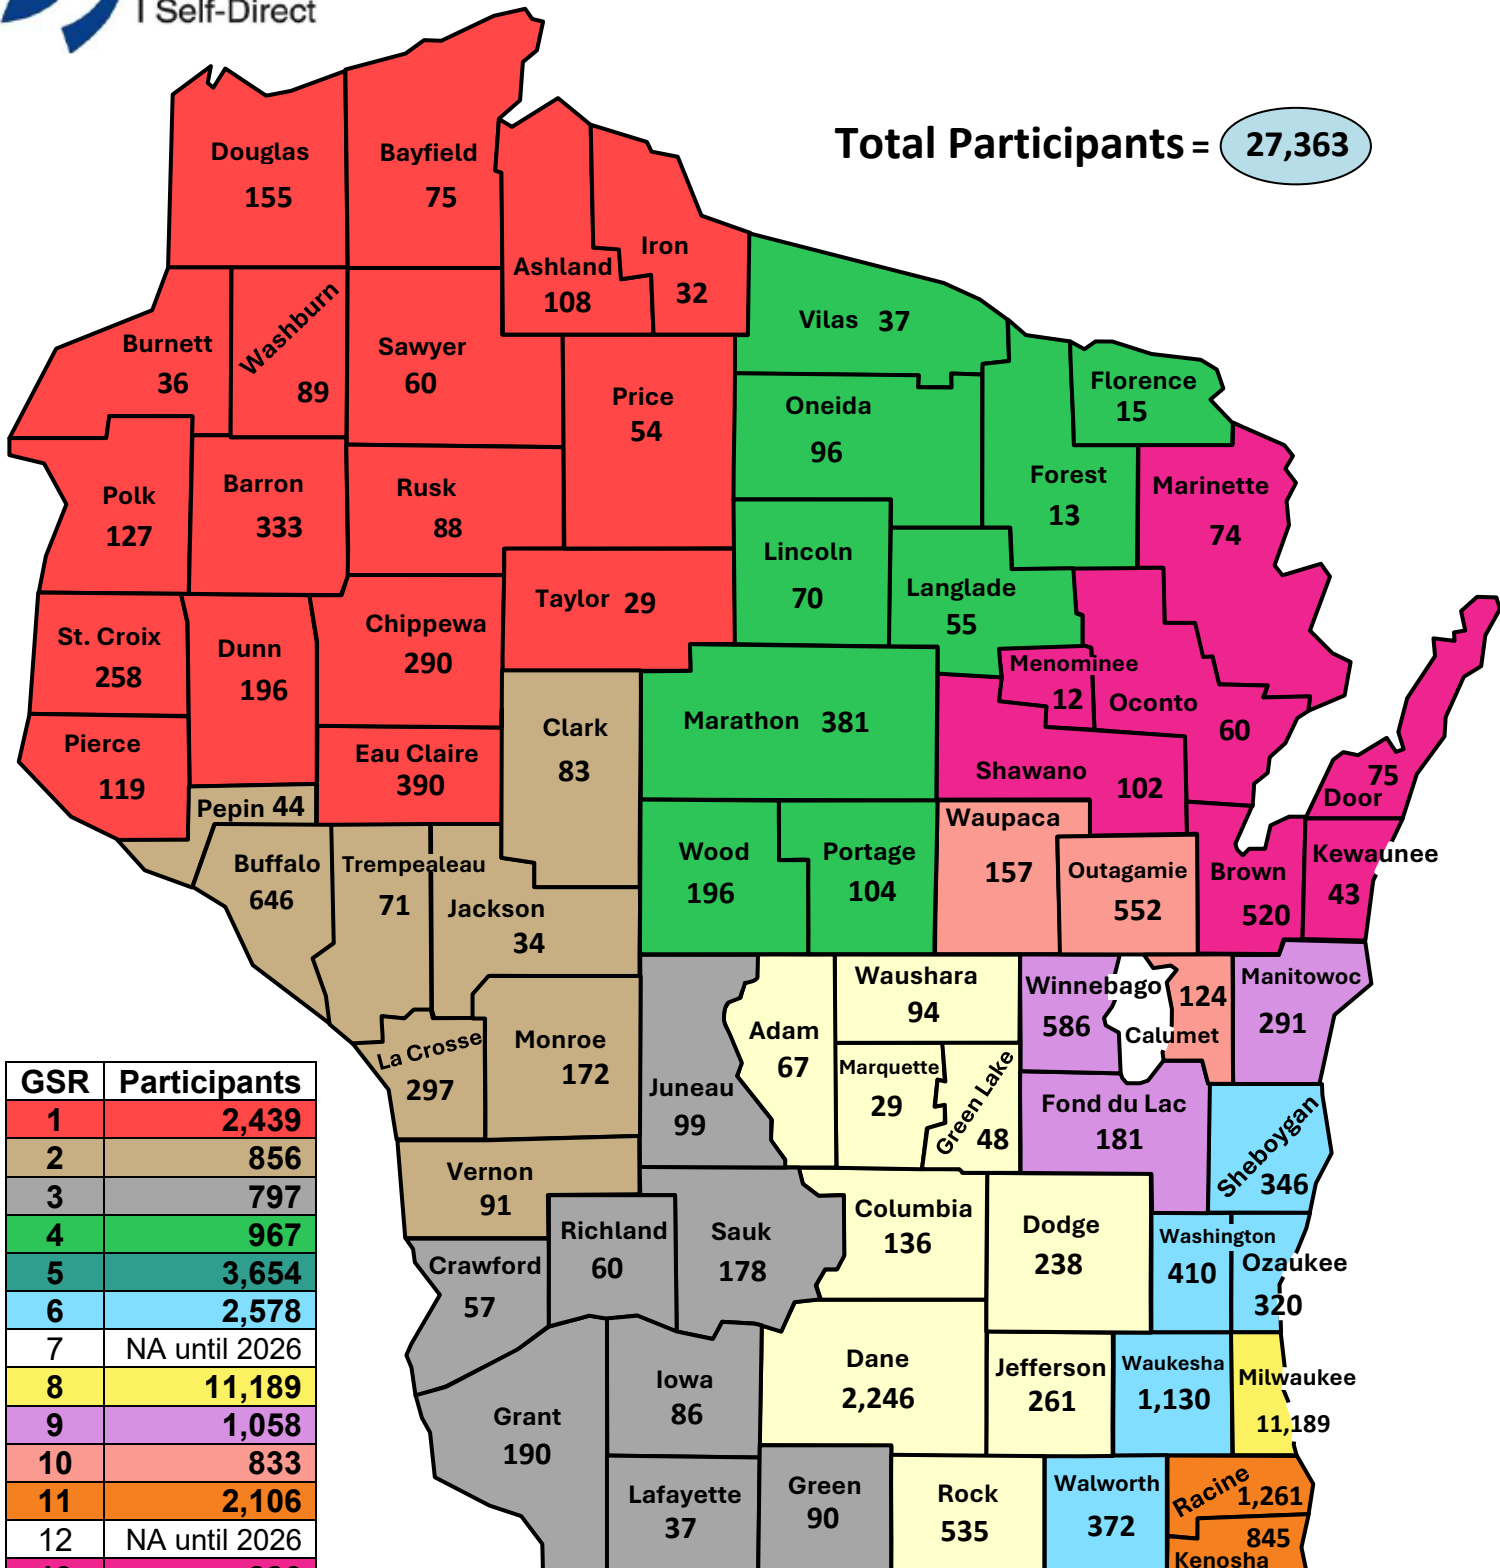 I Self-Direct
Total Participants = 27,363
Douglas
155
Bayfield
75
Ashland
108
Iron
32
Burnett
36
Washburn
89
Sawyer
60
Price
54
Vilas 37
Oneida
96
Florence
15
Forest
13
Marinette
74
Polk
127
Barron
333
Rusk
88
Lincoln
70
Langlade
55
Taylor 29
St. Croix
258
Dunn
196
Chippewa
290
Menominee
12
Oconto
60
Clark
83
Marathon 381
Pierce
119
Eau Claire
390
Shawano
102
75
Door
Pepin 44
Waupaca
157
Buffalo
646
Trempealeau
71
Jackson
34
Wood
196
Portage
104
Outagamie
552
Brown
520
Kewaunee
43
Waushara
94
Winnebago
586
124
Calumet
Manitowoc
291
La Crosse
297
Monroe
172
Juneau
99
Adam
67
Marquette
29
Green Lake
48
Fond du Lac
181
Sheboygan
346
Vernon
91
Richland
60
Sauk
178
Columbia
136
Dodge
238
Washington
410
Ozaukee
320
Crawford
57
Grant
190
Iowa
86
Dane
2,246
Jefferson
261
Waukesha
1,130
Milwaukee
11,189
Lafayette
37
Green
90
Rock
535
Walworth
372
Racine
1,261
845
Kenosha
GSR Participants
1 2,439
2 856
3 797
4 967
5 3,654
6 2,578
7 NA until 2026
8 11,189
9 1,058
10 833
11 2,106
12 NA until 2026